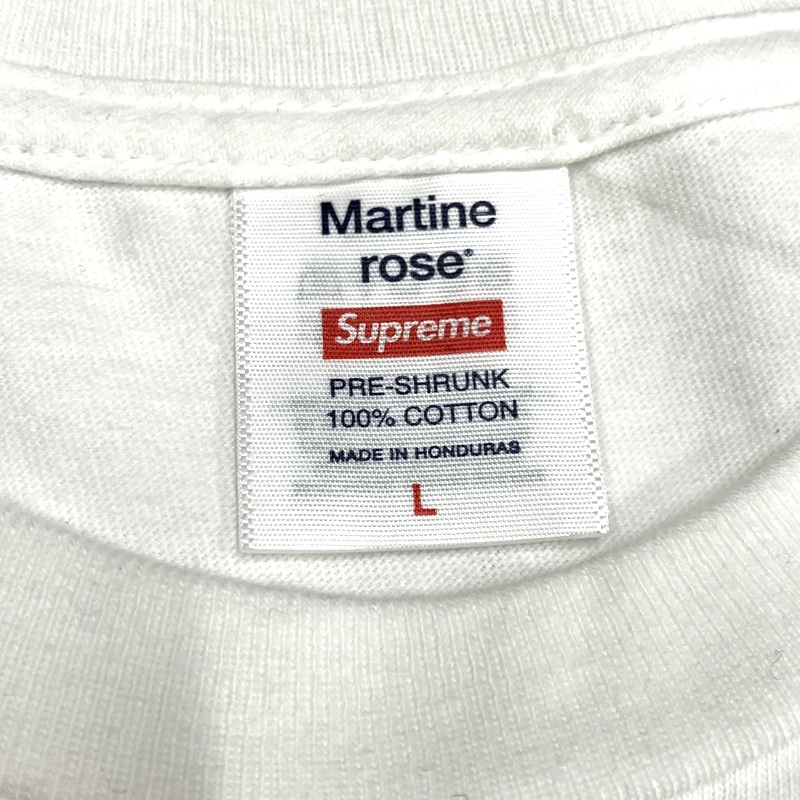 Martine
rose®
Supreme
PRE-SHRUNK
100% COTTON
MADE IN HONDURAS
L